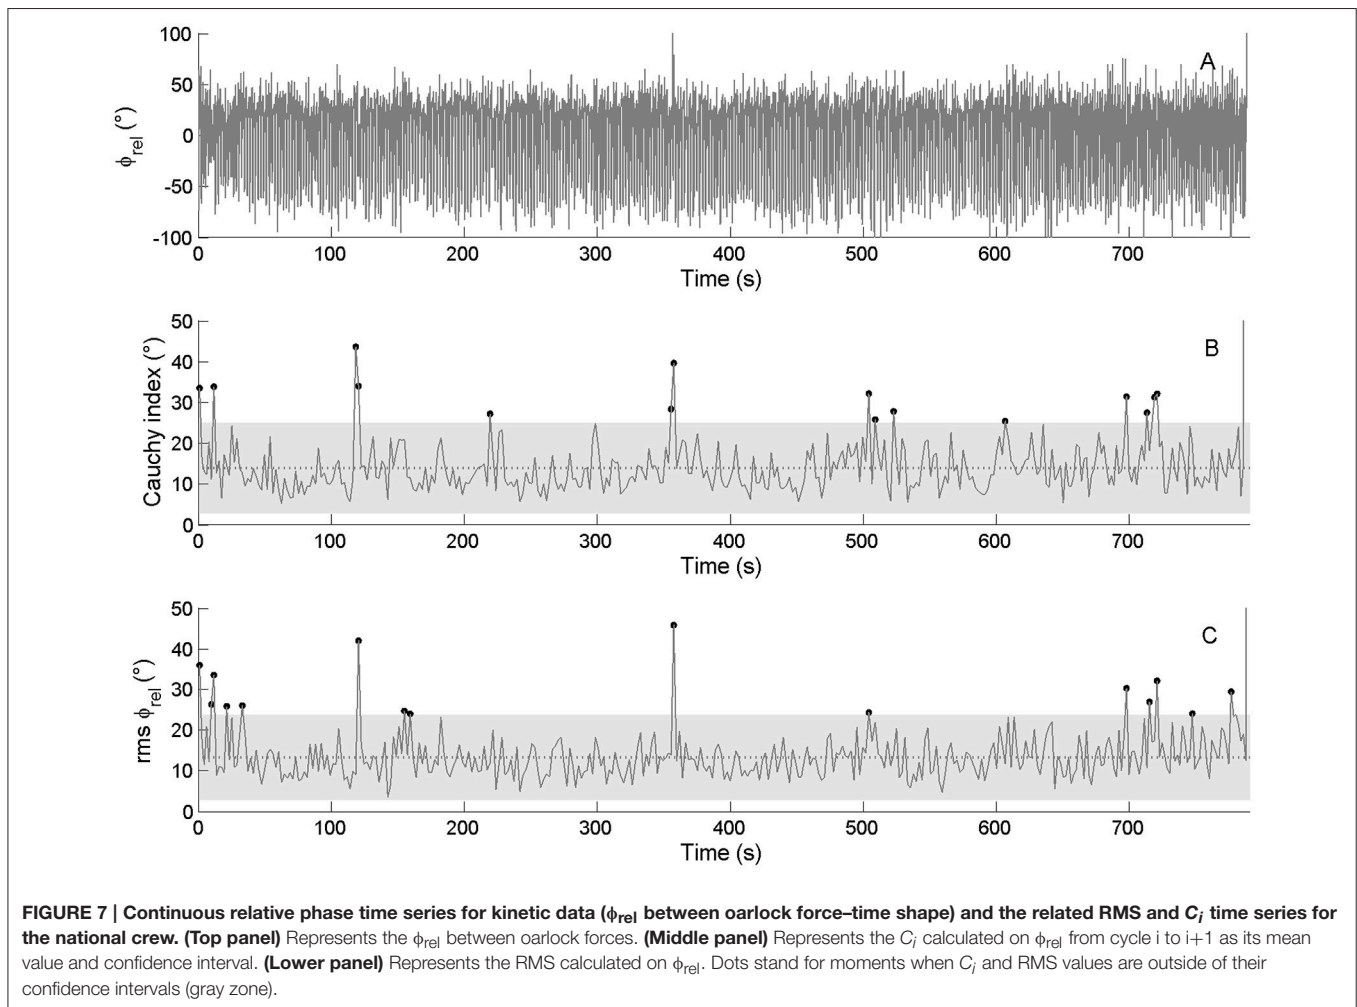 100
50
0
-50
-100
ϕrel (°)
A
0 100 200 300 400 500 600 700
Time (s)
50
40
30
20
10
0
Cauchy index (°)
B
0 100 200 300 400 500 600 700
Time (s)
50
40
30
20
10
0
rms ϕrel (°)
C
0 100 200 300 400 500 600 700
Time (s)
FIGURE 7 | Continuous relative phase time series for kinetic data (ϕrel between oarlock force–time shape) and the related RMS and Ci time series for
the national crew. (Top panel) Represents the ϕrel between oarlock forces. (Middle panel) Represents the Ci calculated on ϕrel from cycle i to i+1 as its mean
value and confidence interval. (Lower panel) Represents the RMS calculated on ϕrel. Dots stand for moments when Ci and RMS values are outside of their
confidence intervals (gray zone).